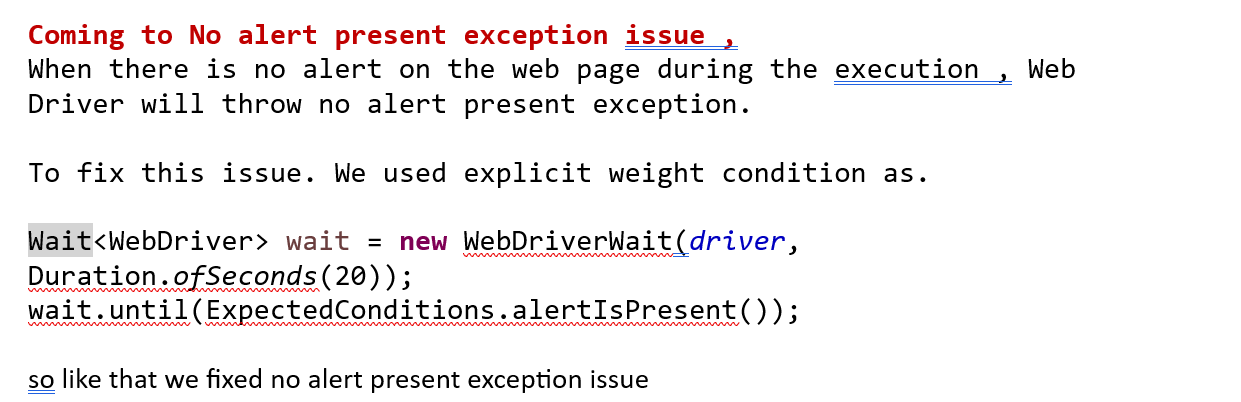 Coming to No alert present exception issue ,
When there is no alert on the web page during the execution , Web
Driver will throw no alert present exception.
To fix this issue. We used explicit weight condition as.
Wait<WebDriver> wait = new WebDriverWait(driver,
Duration.ofSeconds(20));
wait.until(ExpectedConditions.alertIsPresent());
so like that we fixed no alert present exception issue